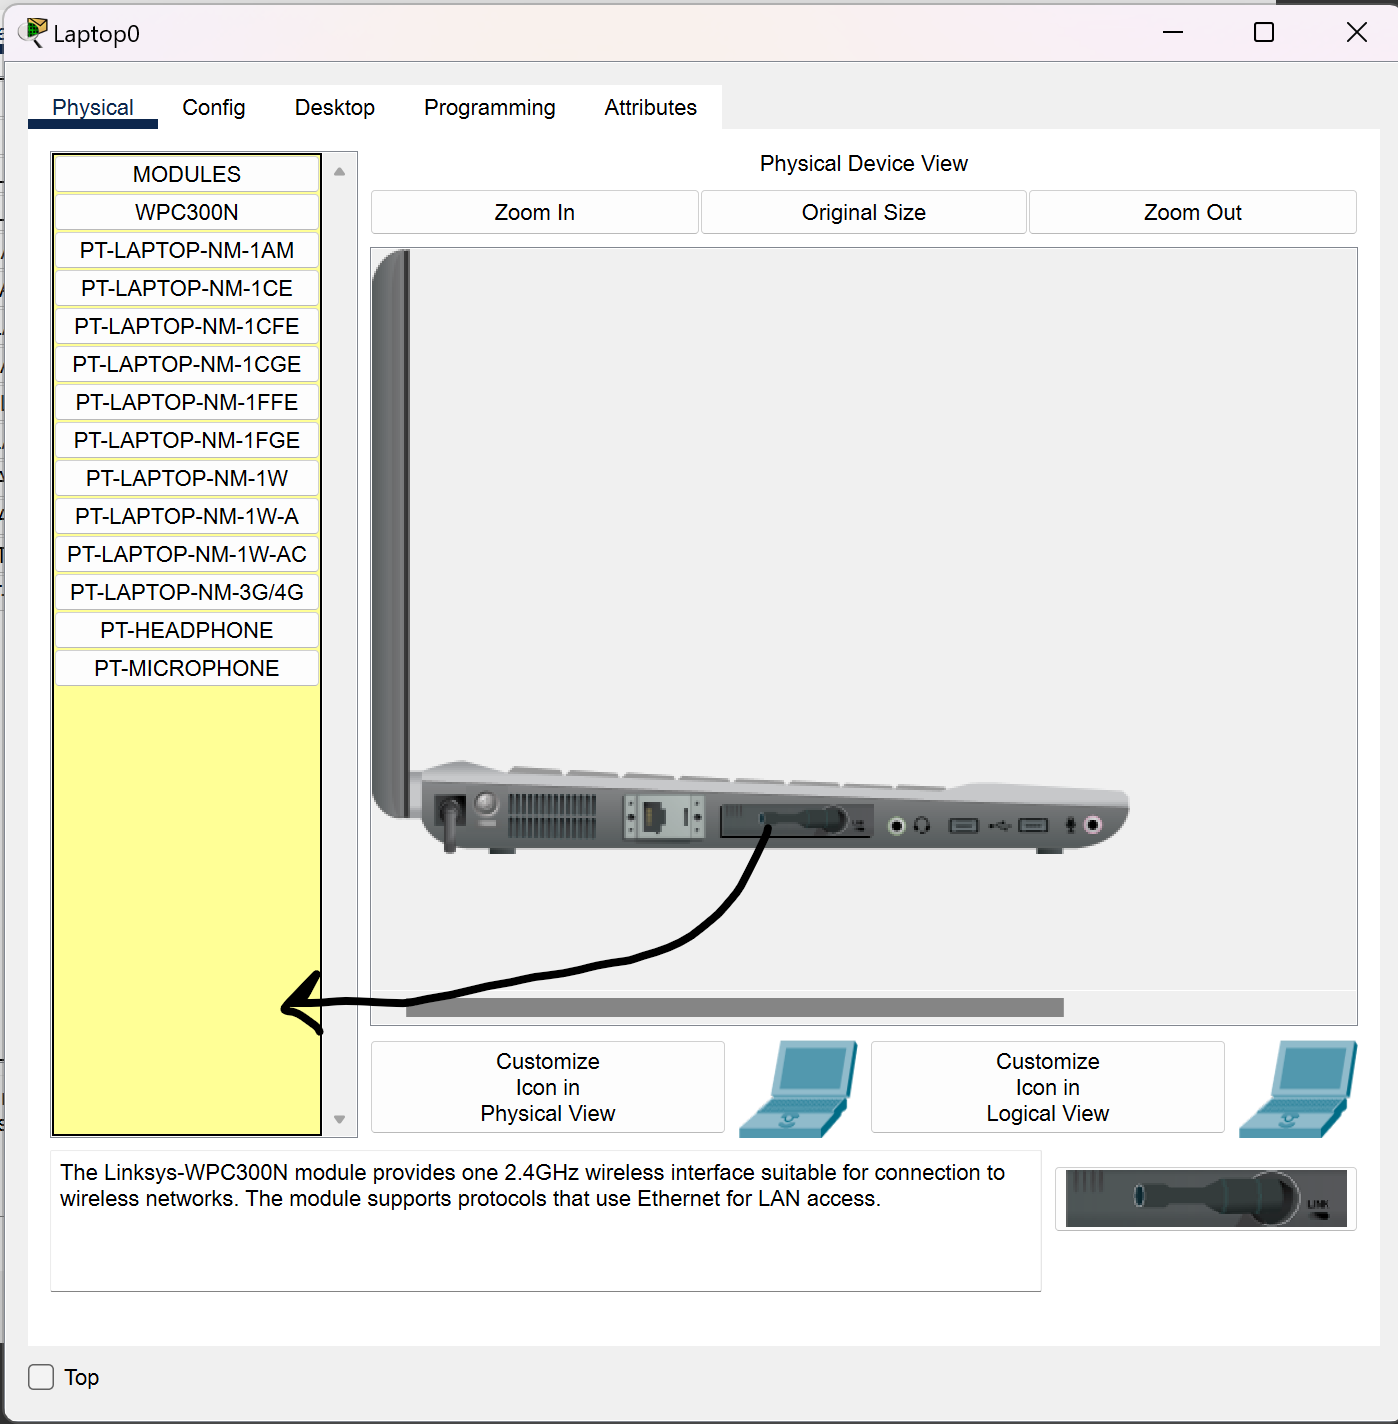 Laptop0
Physical
Config
Desktop
Programming
Attributes
MODULES
WPC300N
PT-LAPTOP-NM-1AM
PT-LAPTOP-NM-1CE
PT-LAPTOP-NM-1CFE
PT-LAPTOP-NM-1CGE
PT-LAPTOP-NM-1FFE
PT-LAPTOP-NM-1FGE
PT-LAPTOP-NM-1W
PT-LAPTOP-NM-1W-A
PT-LAPTOP-NM-1W-AC
PT-LAPTOP-NM-3G/4G
PT-HEADPHONE
PT-MICROPHONE
Physical Device View
Zoom In
Original Size
Zoom Out
Customize
Icon in
Physical View
Customize
Icon in
Logical View
The Linksys-WPC300N module provides one 2.4GHz wireless interface suitable for connection to
wireless networks. The module supports protocols that use Ethernet for LAN access.
LINK
Top